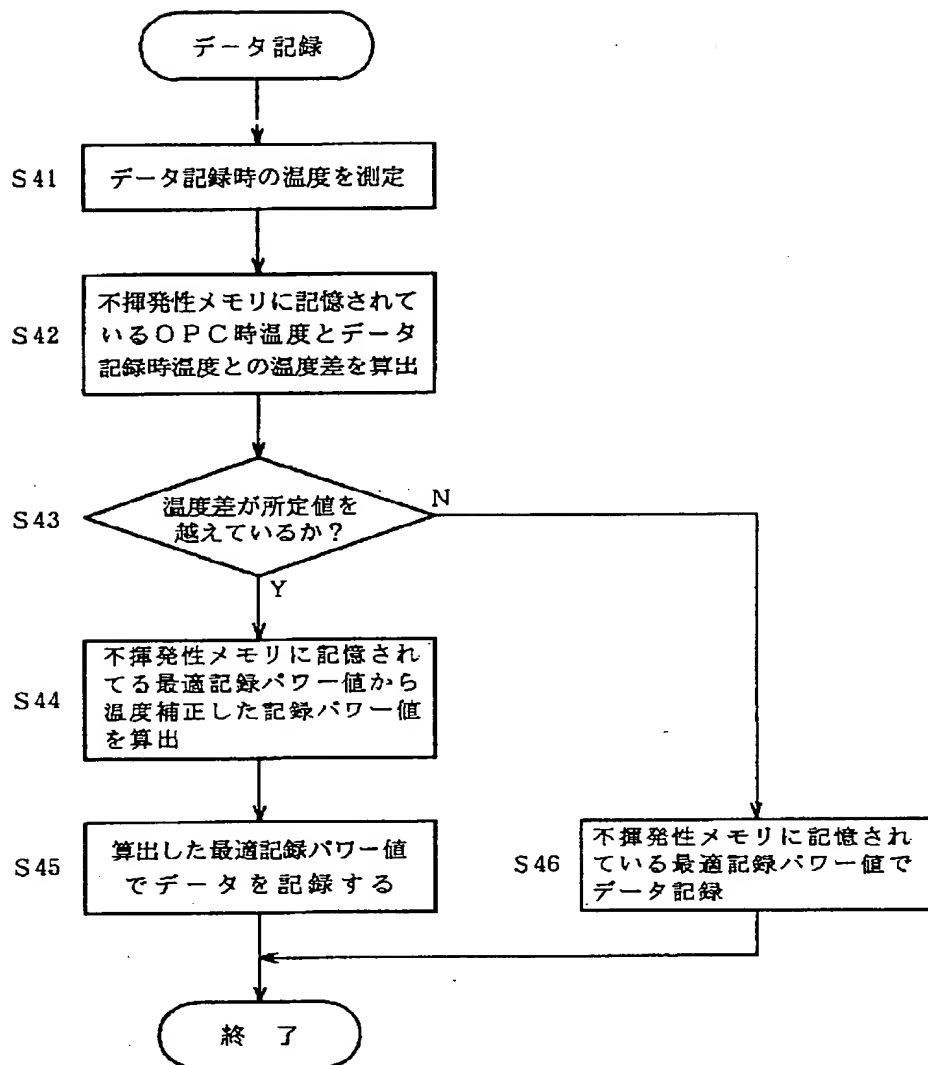 データ記録
S41
データ記録時の温度を測定
S42
不揮発性メモリに記憶されて
いるOPC時温度とデータ
記録時温度との温度差を算出
S43
温度差が所定値を
越えているか？
N
Y
S44
不揮発性メモリに記憶され
てる最適記録パワー値から
温度補正した記録パワー値
を算出
S45
算出した最適記録パワー値
でデータを記録する
S46
不揮発性メモリに記憶され
ている最適記録パワー値で
データ記録
終了